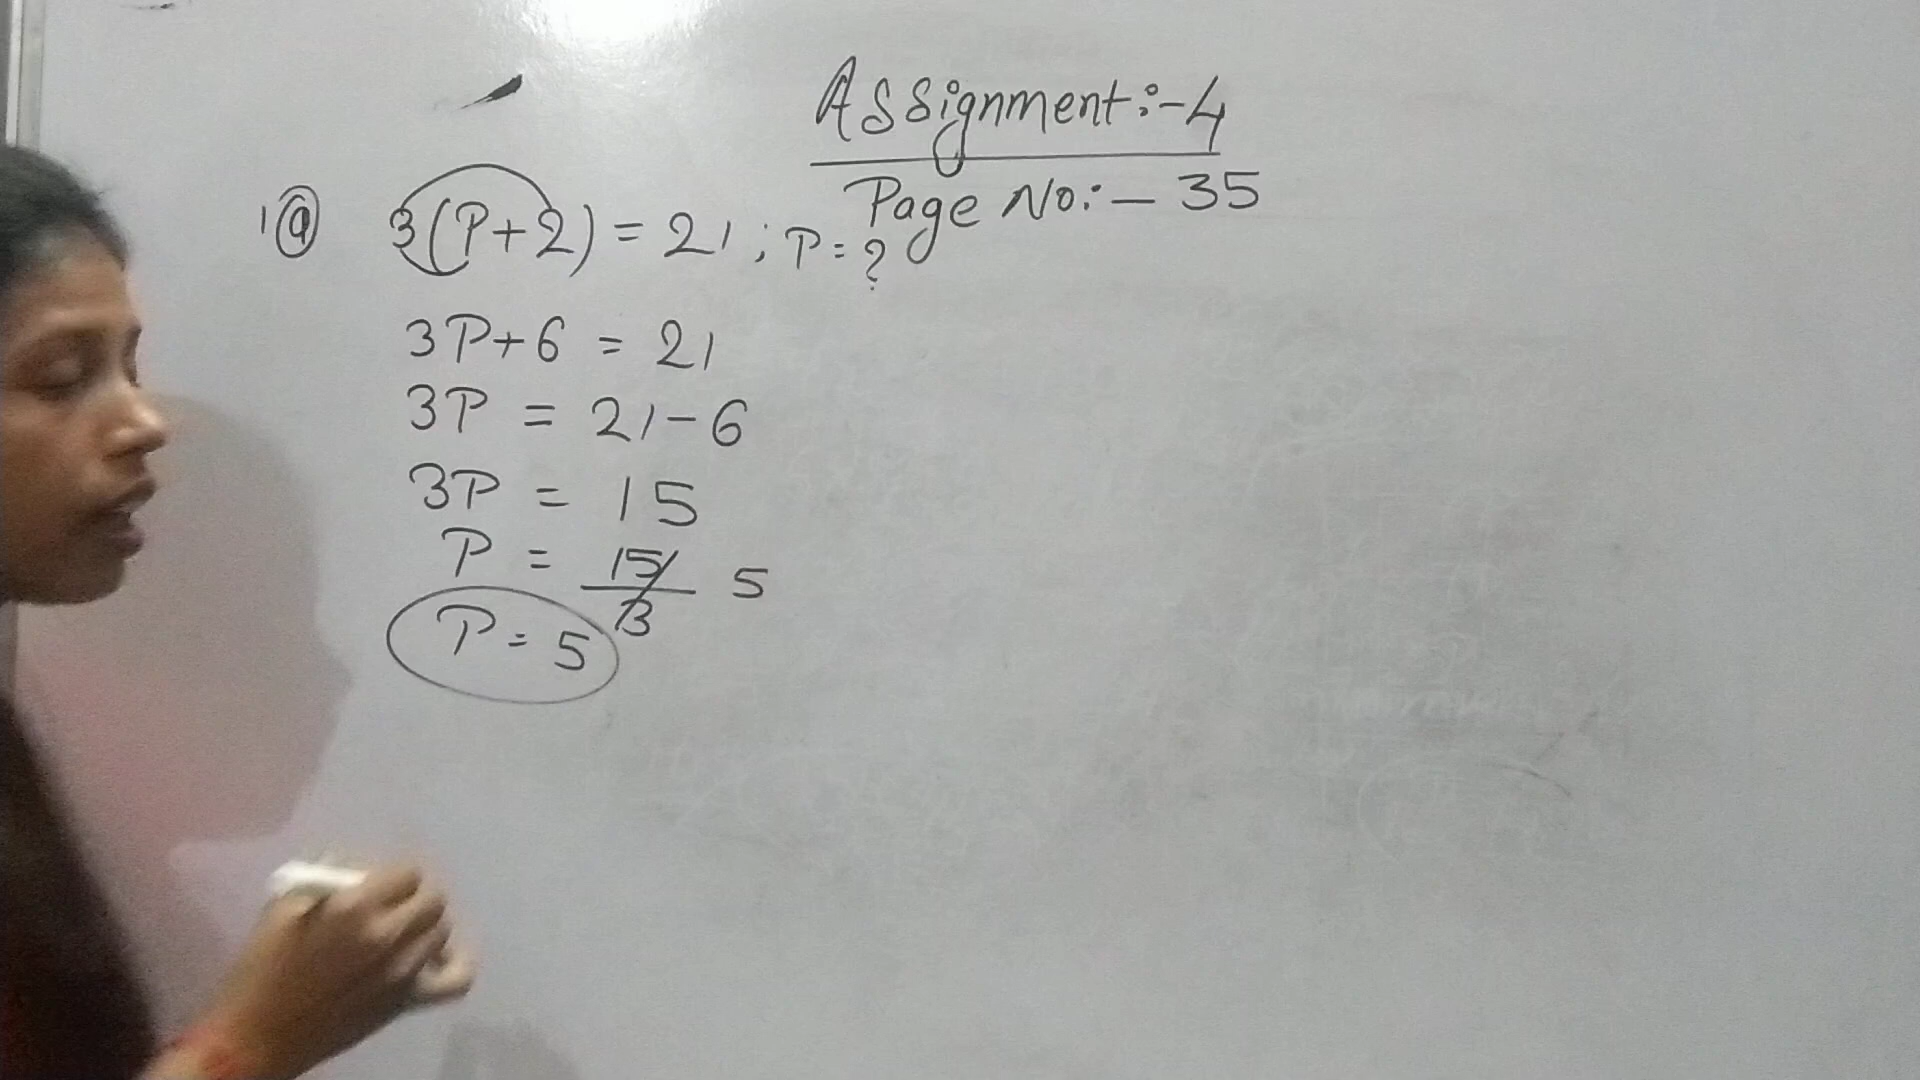 Assignment:-4
Page No:- 35
1 (a) 3(P+2) = 21 ; P = ?
3P+6 = 21
3P = 21-6
3P = 15
P = 15/3 5
P = 5